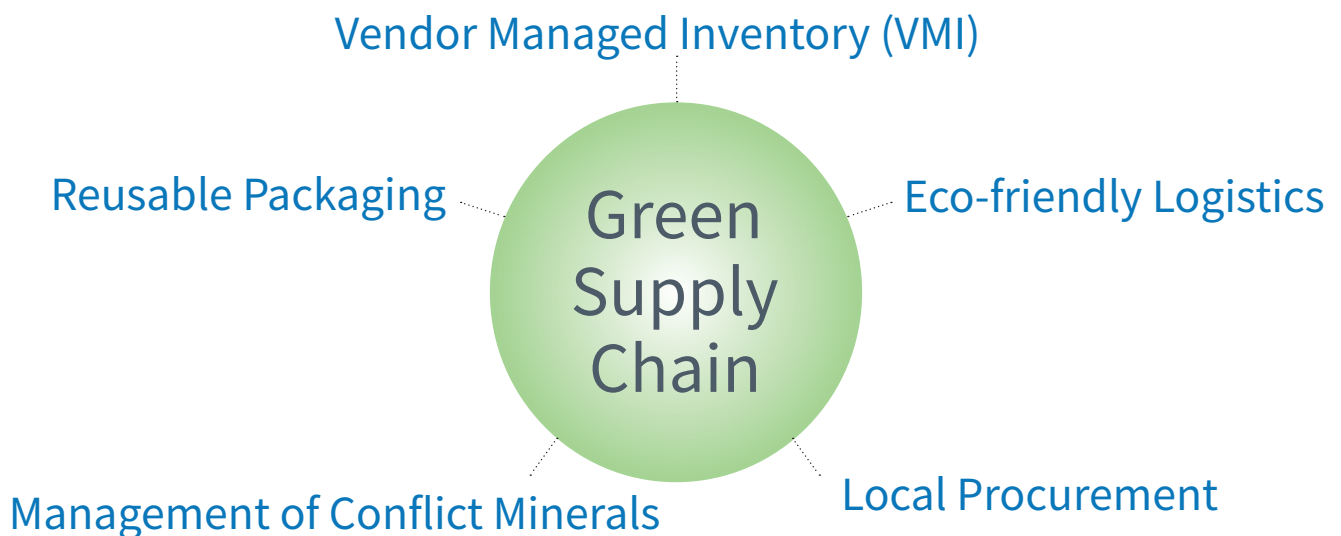 Vendor Managed Inventory (VMI)
Reusable Packaging
Eco-friendly Logistics
Green
Supply
Chain
Management of Conflict Minerals
Local Procurement